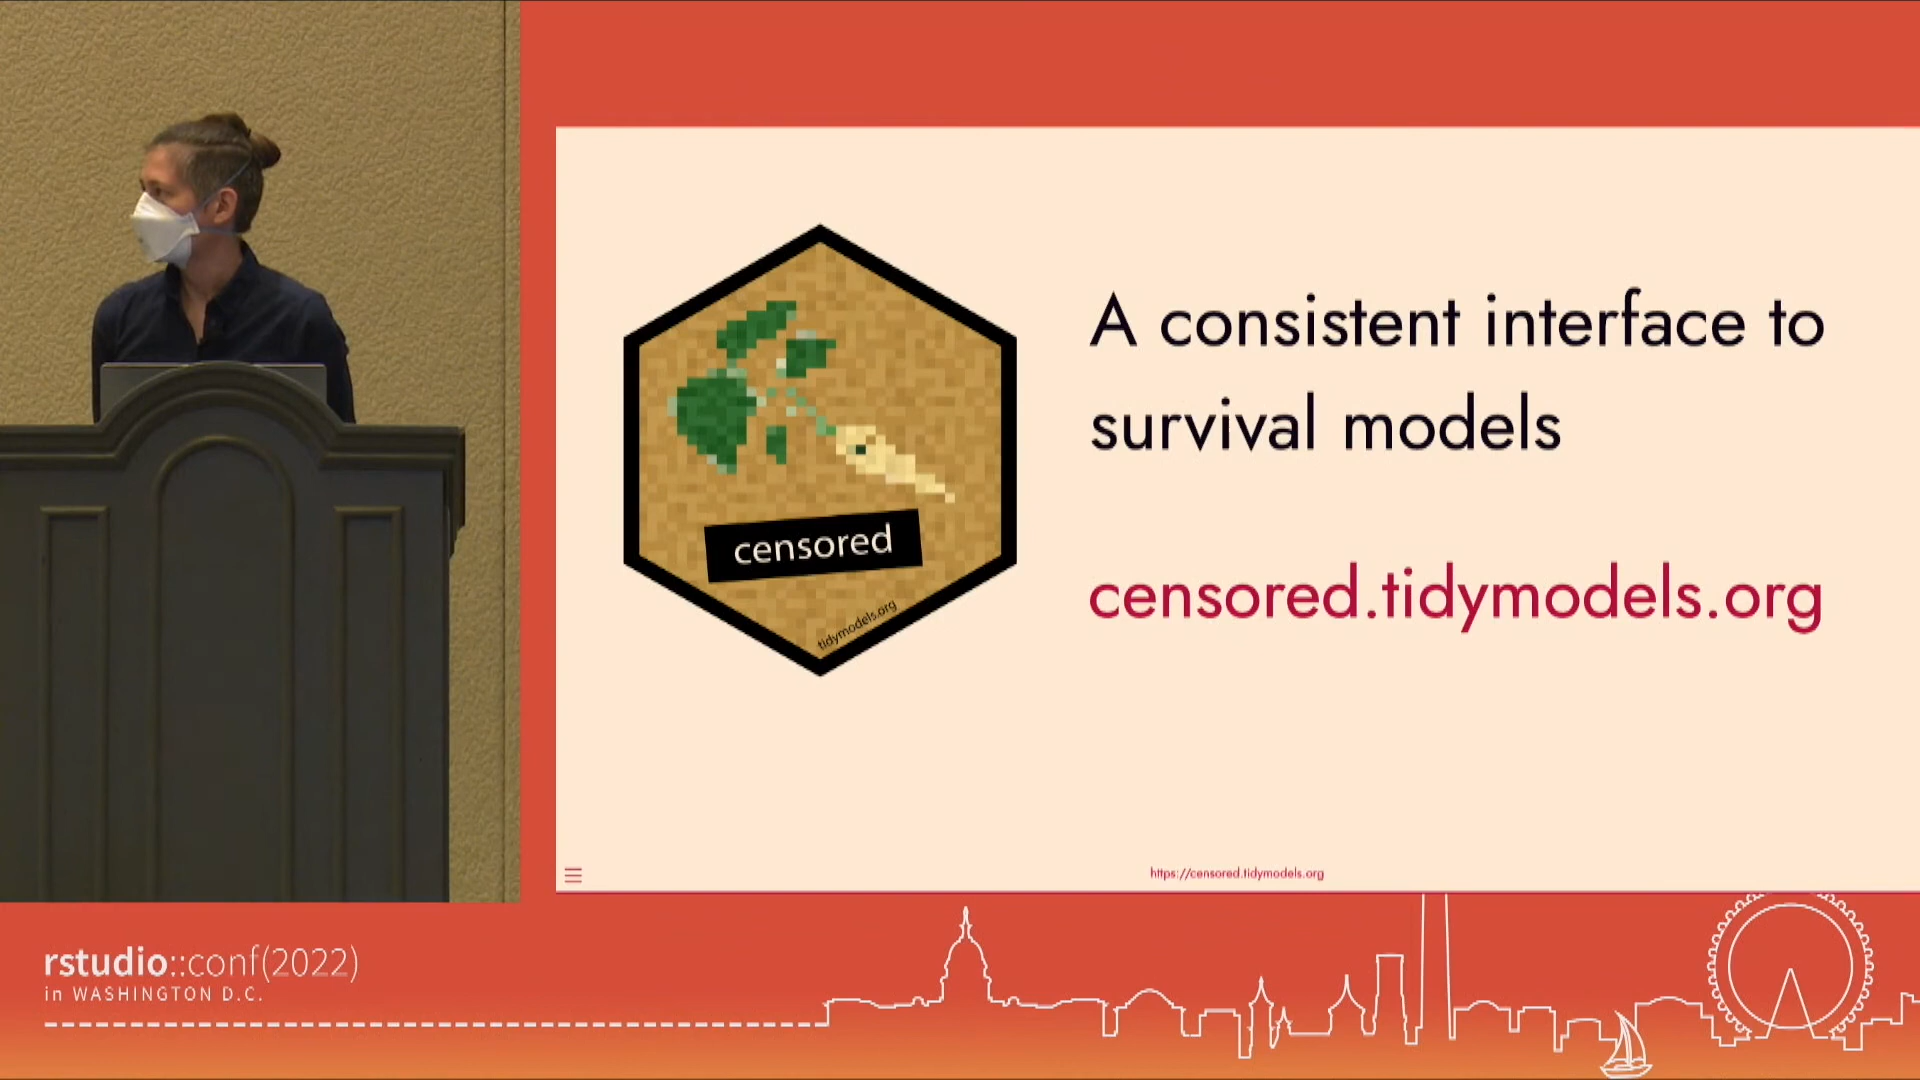 A consistent interface to
survival models
censored.tidymodels.org
censored
tidymodels.org
https://censored.tidymodels.org
rstudio::conf(2022)
in WASHINGTON D.C.